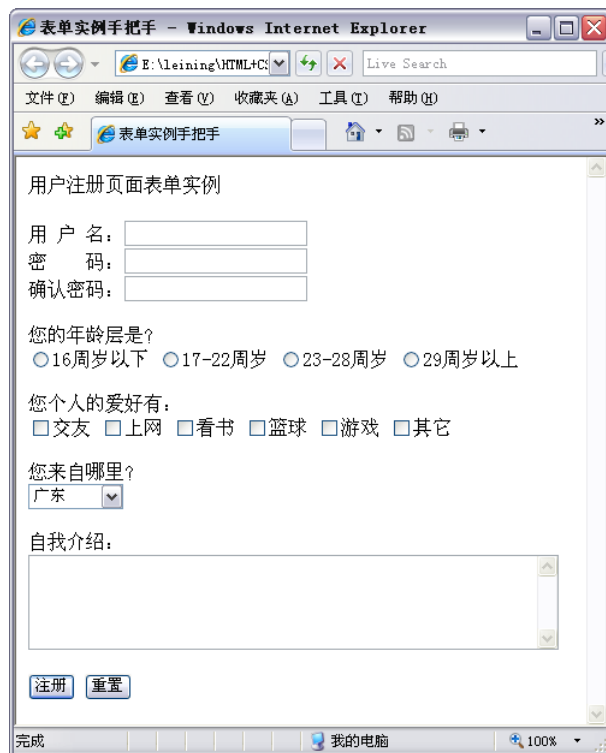 表单实例手把手 - Windows Internet Explorer
E:\leining\HTML+CS
Live Search
文件(F) 编辑(E) 查看(V) 收藏夹(A) 工具(T) 帮助(H)
表单实例手把手
»
用户注册页面表单实例
用 户 名:
密 码:
确认密码:
您的年龄层是?
16周岁以下 17-22周岁 23-28周岁 29周岁以上
您个人的爱好有:
交友 上网 看书 篮球 游戏 其它
您来自哪里?
广东
自我介绍:
注册 重置
完成 我的电脑 100%